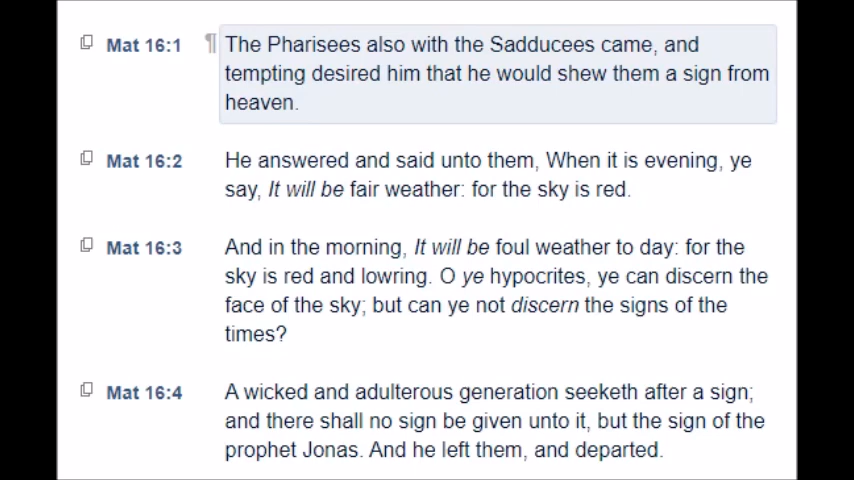 Mat 16:1 ¶ The Pharisees also with the Sadducees came, and
tempting desired him that he would shew them a sign from
heaven.
Mat 16:2 He answered and said unto them, When it is evening, ye
say, It will be fair weather: for the sky is red.
Mat 16:3 And in the morning, It will be foul weather to day: for the
sky is red and lowring. O ye hypocrites, ye can discern the
face of the sky; but can ye not discern the signs of the
times?
Mat 16:4 A wicked and adulterous generation seeketh after a sign;
and there shall no sign be given unto it, but the sign of the
prophet Jonas. And he left them, and departed.